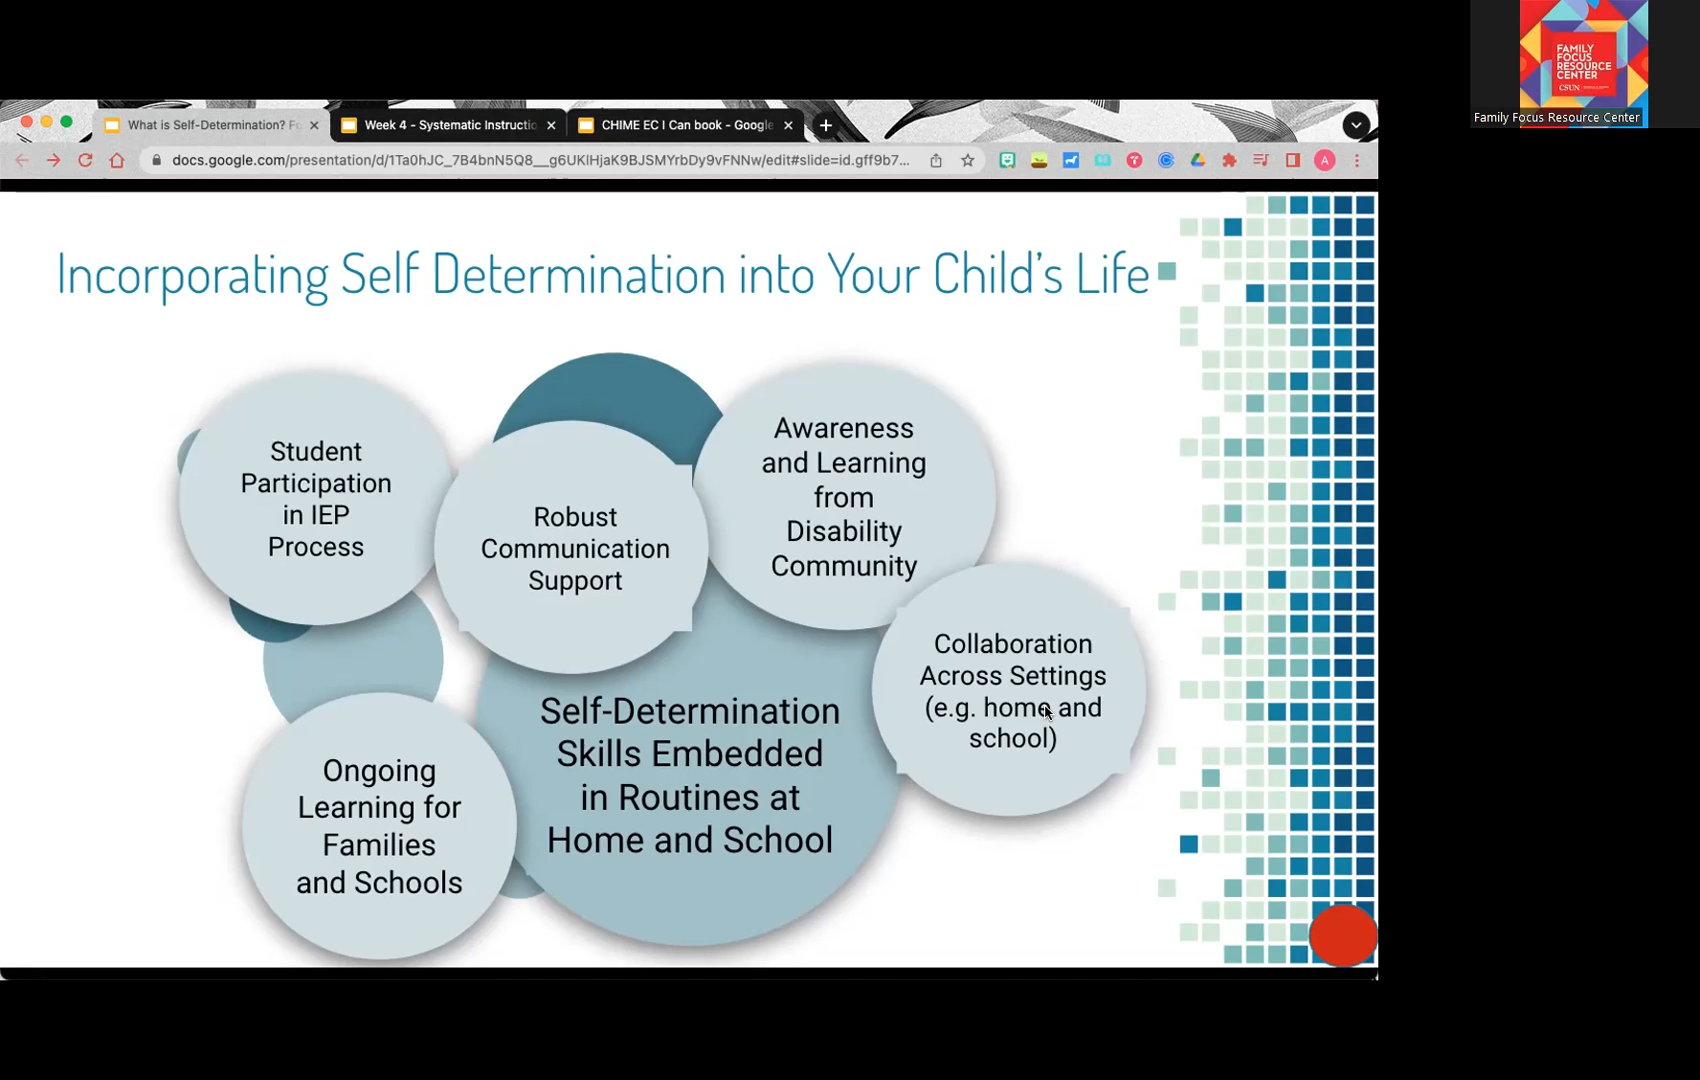 FAMILY
FOCUS
RESOURCE
CENTER
CSUN
Family Focus Resource Center
What is Self-Determination? Fo
Week 4 - Systematic Instructio
CHIME EC I Can book - Google
docs.google.com/presentation/d/1Ta0hJC_7B4bnN5Q8__g6UKlHjaK9BJSMYrbDy9vFNNw/edit#slide=id.gff9b7...
A
Incorporating Self Determination into Your Child's Life
Student
Participation
in IEP
Process
Robust
Communication
Support
Awareness
and Learning
from
Disability
Community
Collaboration
Across Settings
(e.g. home and
school)
Self-Determination
Skills Embedded
in Routines at
Home and School
Ongoing
Learning for
Families
and Schools